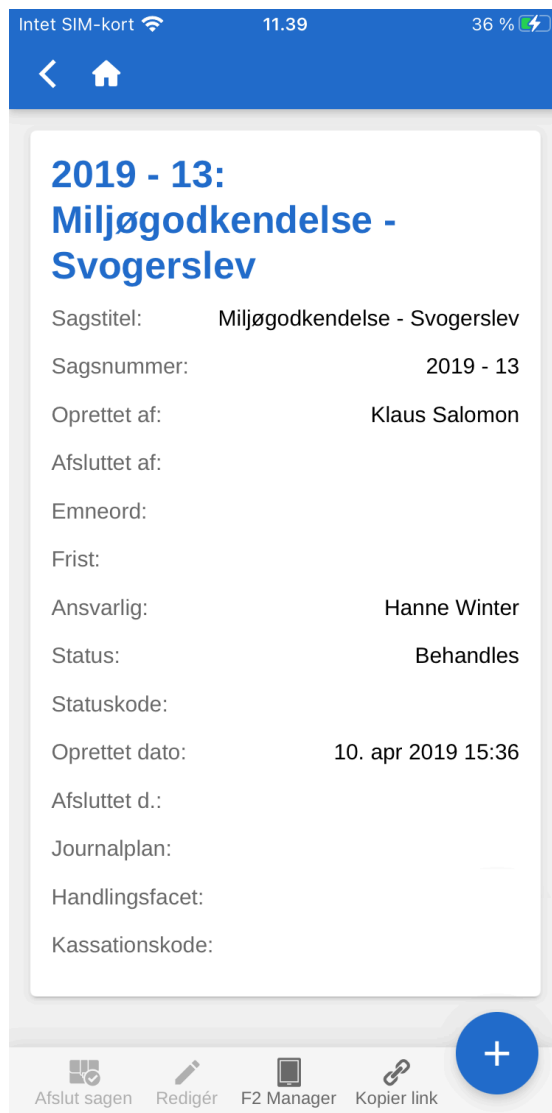 Intet SIM-kort 11.39 36 %
2019 - 13:
Miljøgodkendelse -
Svogerslev
Sagstitel: Miljøgodkendelse - Svogerslev
Sagsnummer: 2019 - 13
Oprettet af: Klaus Salomon
Afsluttet af:
Emneord:
Frist:
Ansvarlig: Hanne Winter
Status: Behandles
Statuskode:
Oprettet dato: 10. apr 2019 15:36
Afsluttet d.:
Journalplan:
Handlingsfacet:
Kassationskode:
Afslut sagen Redigér F2 Manager Kopier link